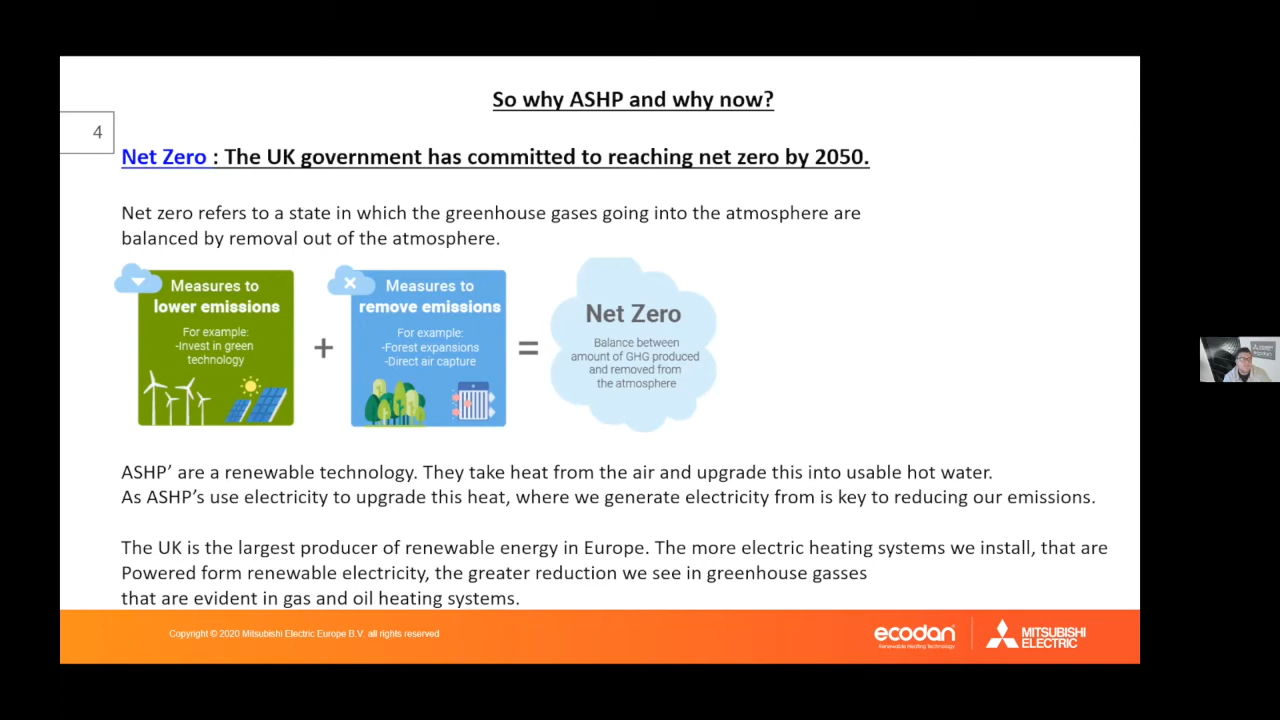 So why ASHP and why now?
4
Net Zero : The UK government has committed to reaching net zero by 2050.
Net zero refers to a state in which the greenhouse gases going into the atmosphere are
balanced by removal out of the atmosphere.
Measures to
lower emissions
For example:
-Invest in green
technology
+
Measures to
remove emissions
For example:
-Forest expansions
-Direct air capture
=
Net Zero
Balance between
amount of GHG produced
and removed from
the atmosphere
ASHP' are a renewable technology. They take heat from the air and upgrade this into usable hot water.
As ASHP's use electricity to upgrade this heat, where we generate electricity from is key to reducing our emissions.
The UK is the largest producer of renewable energy in Europe. The more electric heating systems we install, that are
Powered form renewable electricity, the greater reduction we see in greenhouse gasses
that are evident in gas and oil heating systems.
Copyright © 2020 Mitsubishi Electric Europe B.V. all rights reserved
ecodan
Renewable Heating Technology
MITSUBISHI
ELECTRIC